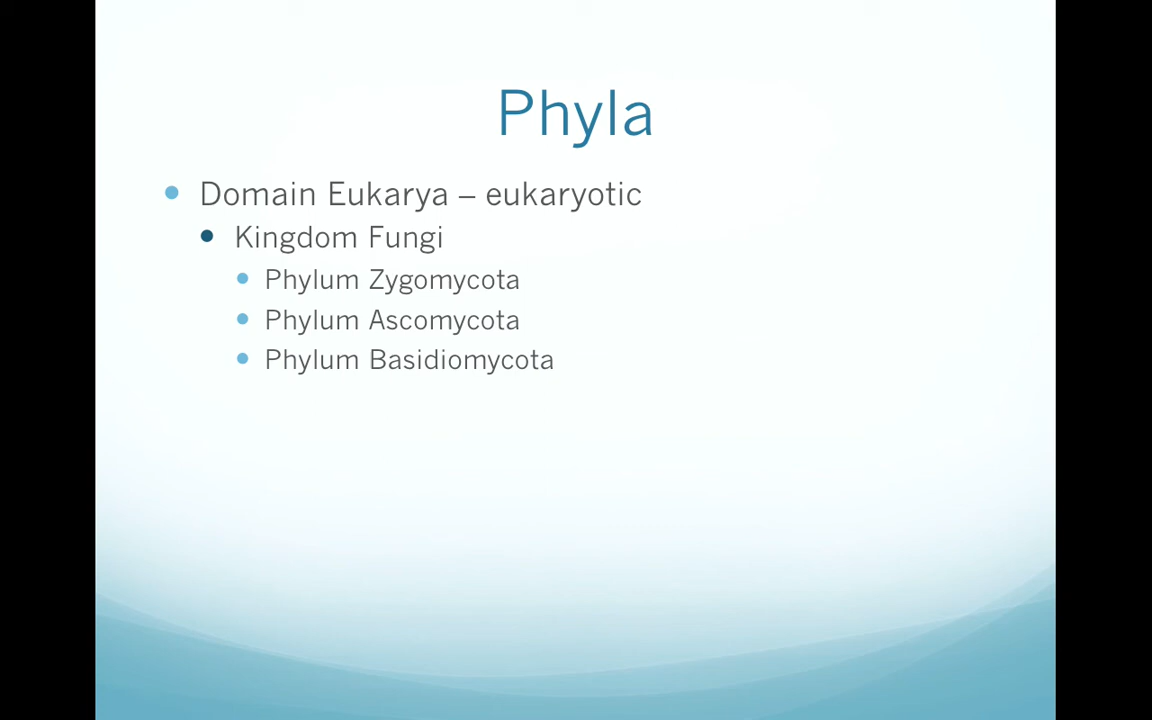 Phyla
Domain Eukarya – eukaryotic
Kingdom Fungi
Phylum Zygomycota
Phylum Ascomycota
Phylum Basidiomycota